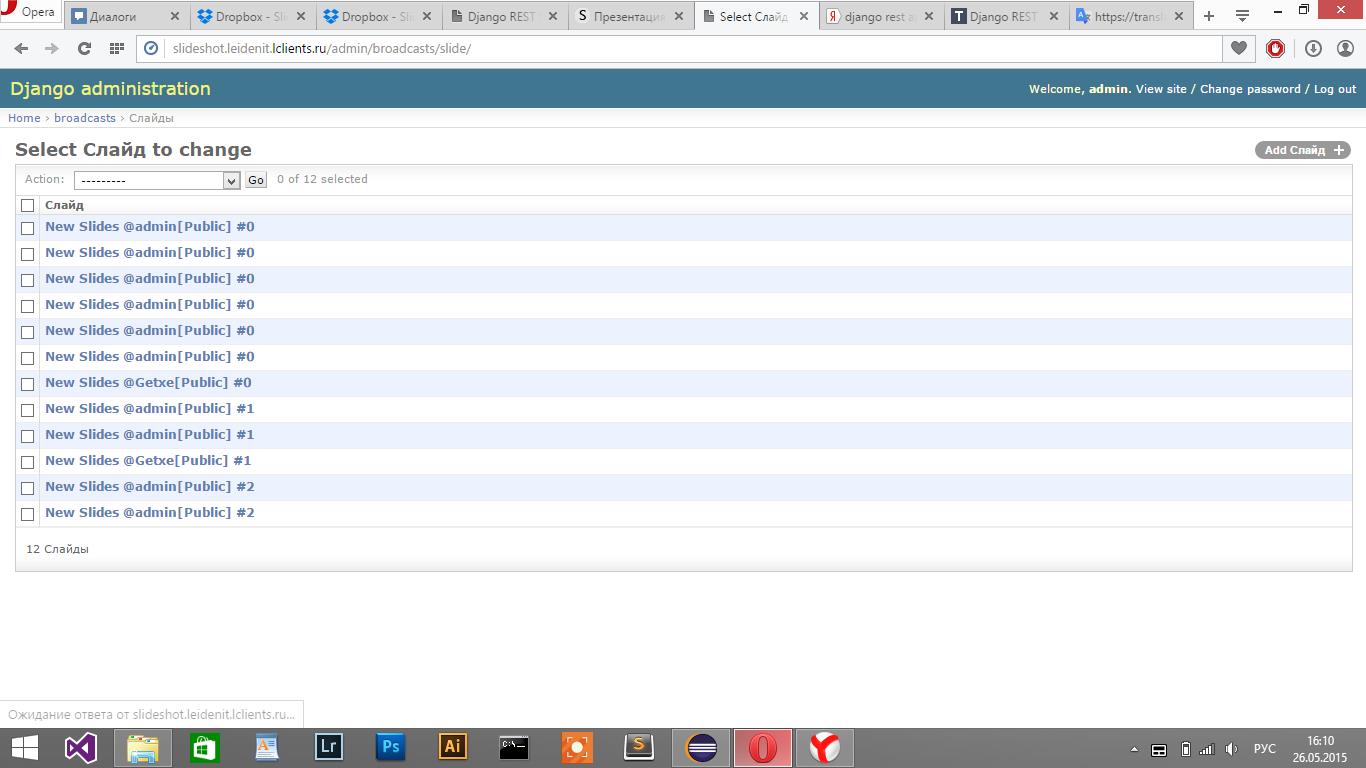 Opera Диалоги Dropbox - Sli Dropbox - Sli Django REST Презентация Select Слайд django rest a Django REST https://transl
slideshot.leidenit.lclients.ru/admin/broadcasts/slide/
Django administration Welcome, admin. View site / Change password / Log out
Home › broadcasts › Слайды
Select Слайд to change Add Слайд +
Action: --------- Go 0 of 12 selected
Слайд
New Slides @admin[Public] #0
New Slides @admin[Public] #0
New Slides @admin[Public] #0
New Slides @admin[Public] #0
New Slides @admin[Public] #0
New Slides @admin[Public] #0
New Slides @Getxe[Public] #0
New Slides @admin[Public] #1
New Slides @admin[Public] #1
New Slides @Getxe[Public] #1
New Slides @admin[Public] #2
New Slides @admin[Public] #2
12 Слайды
Ожидание ответа от slideshot.leidenit.lclients.ru...
Lr Ps Ai C:\_ S РУС 16:10
26.05.2015